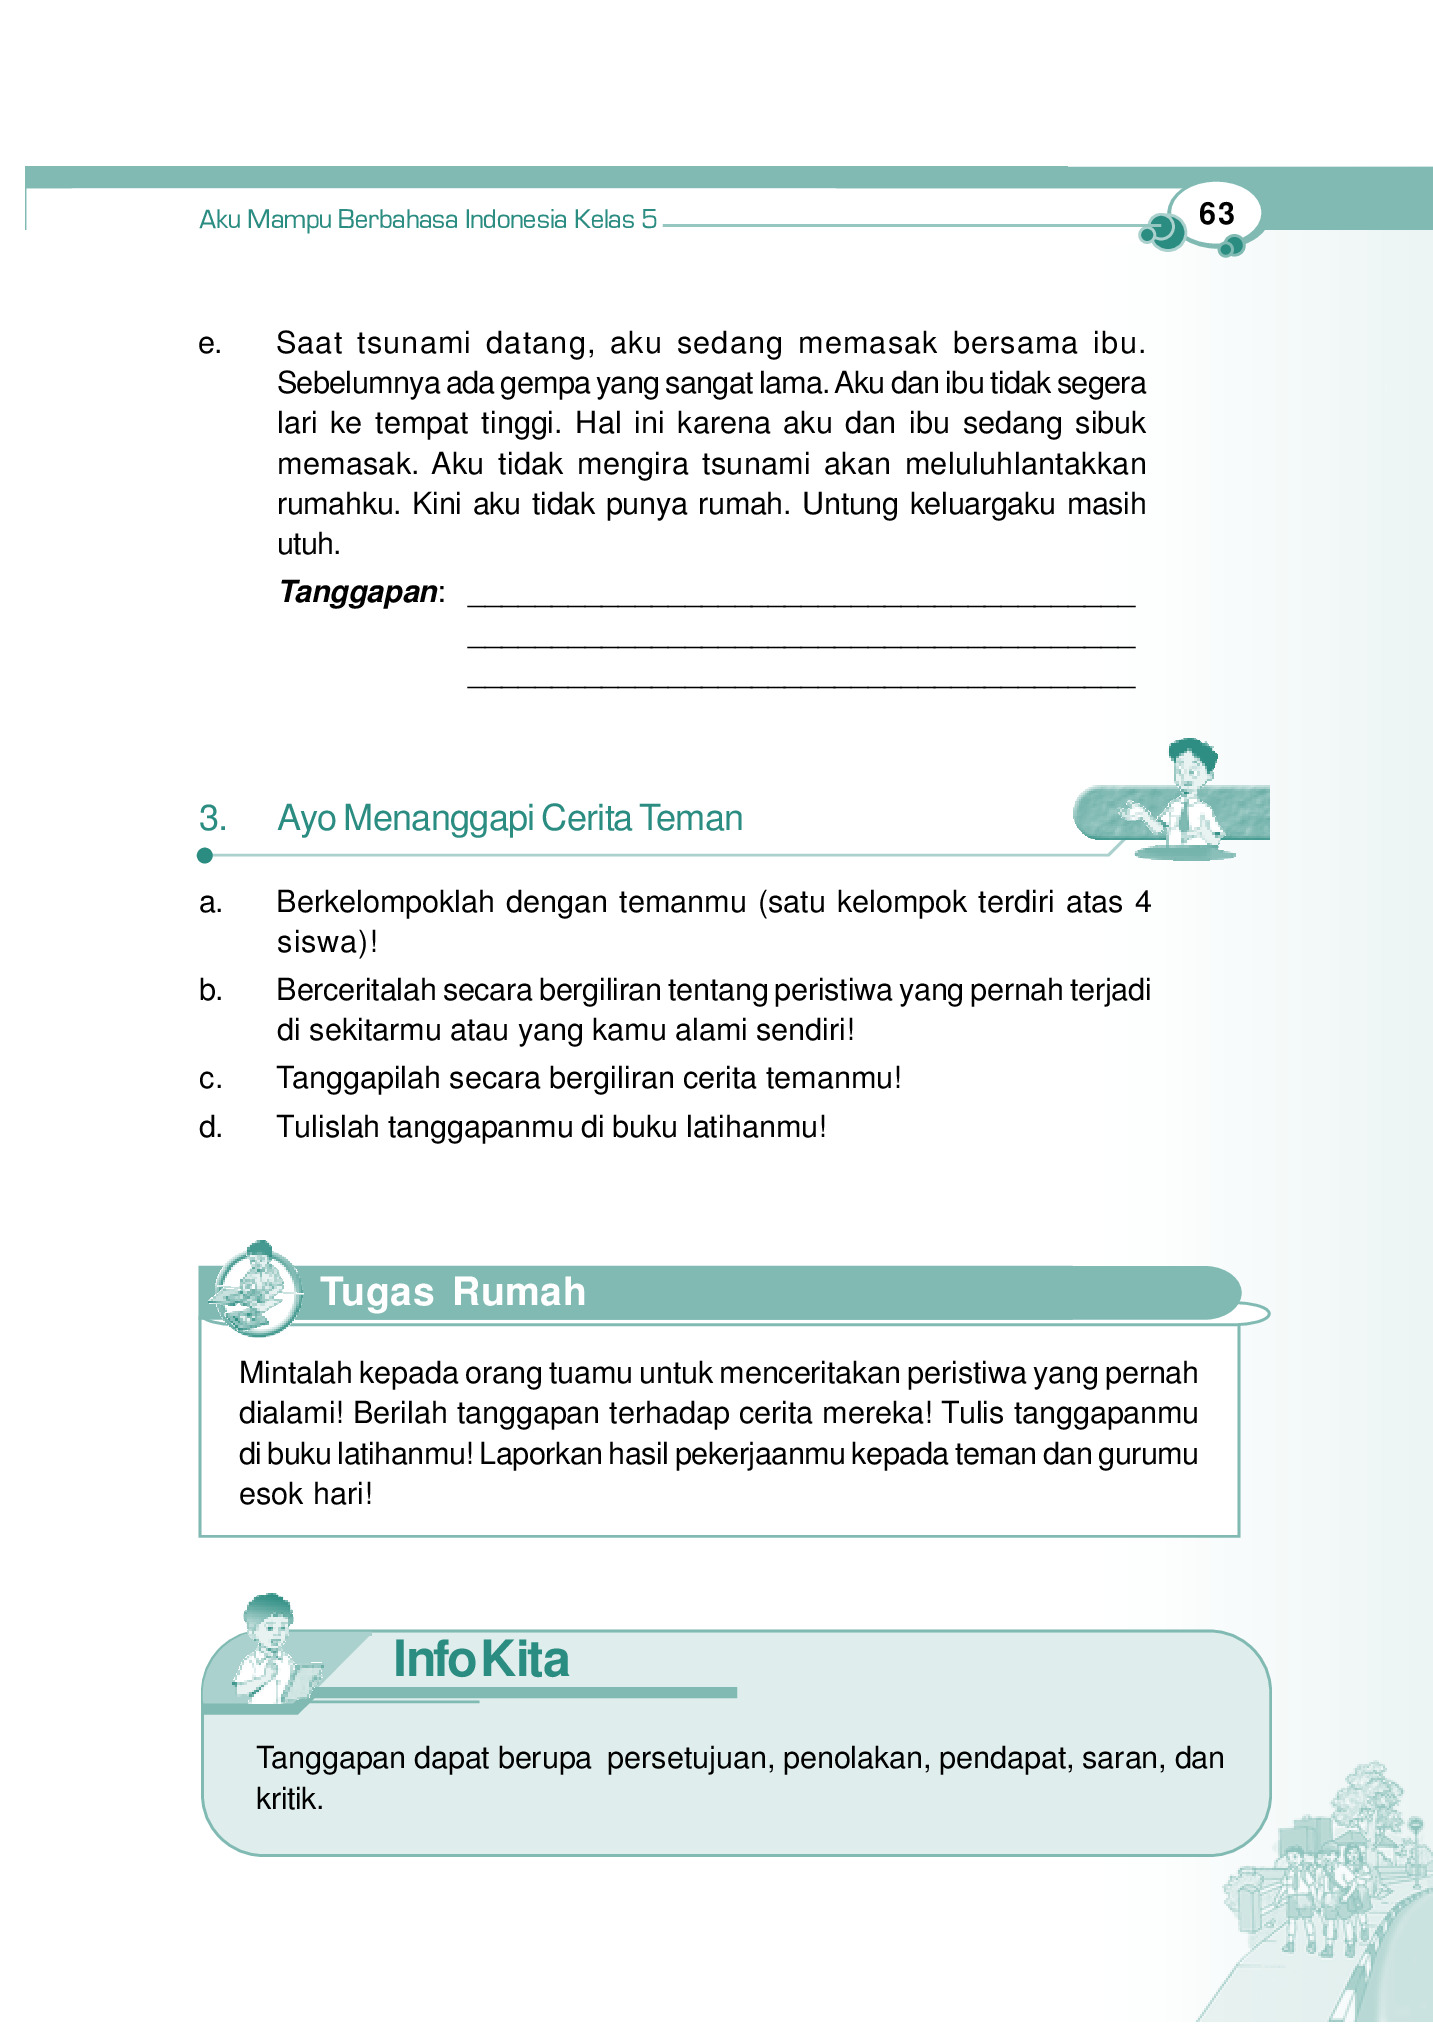 Aku Mampu Berbahasa Indonesia Kelas 5
63
e. Saat tsunami datang, aku sedang memasak bersama ibu.
Sebelumnya ada gempa yang sangat lama. Aku dan ibu tidak segera
lari ke tempat tinggi. Hal ini karena aku dan ibu sedang sibuk
memasak. Aku tidak mengira tsunami akan meluluhlantakkan
rumahku. Kini aku tidak punya rumah. Untung keluargaku masih
utuh.
Tanggapan: ________________________________________
________________________________________
________________________________________
3. Ayo Menanggapi Cerita Teman
a. Berkelompoklah dengan temanmu (satu kelompok terdiri atas 4
siswa)!
b. Berceritalah secara bergiliran tentang peristiwa yang pernah terjadi
di sekitarmu atau yang kamu alami sendiri!
c. Tanggapilah secara bergiliran cerita temanmu!
d. Tulislah tanggapanmu di buku latihanmu!
Tugas Rumah
Mintalah kepada orang tuamu untuk menceritakan peristiwa yang pernah
dialami! Berilah tanggapan terhadap cerita mereka! Tulis tanggapanmu
di buku latihanmu! Laporkan hasil pekerjaanmu kepada teman dan gurumu
esok hari!
Info Kita
Tanggapan dapat berupa persetujuan, penolakan, pendapat, saran, dan
kritik.